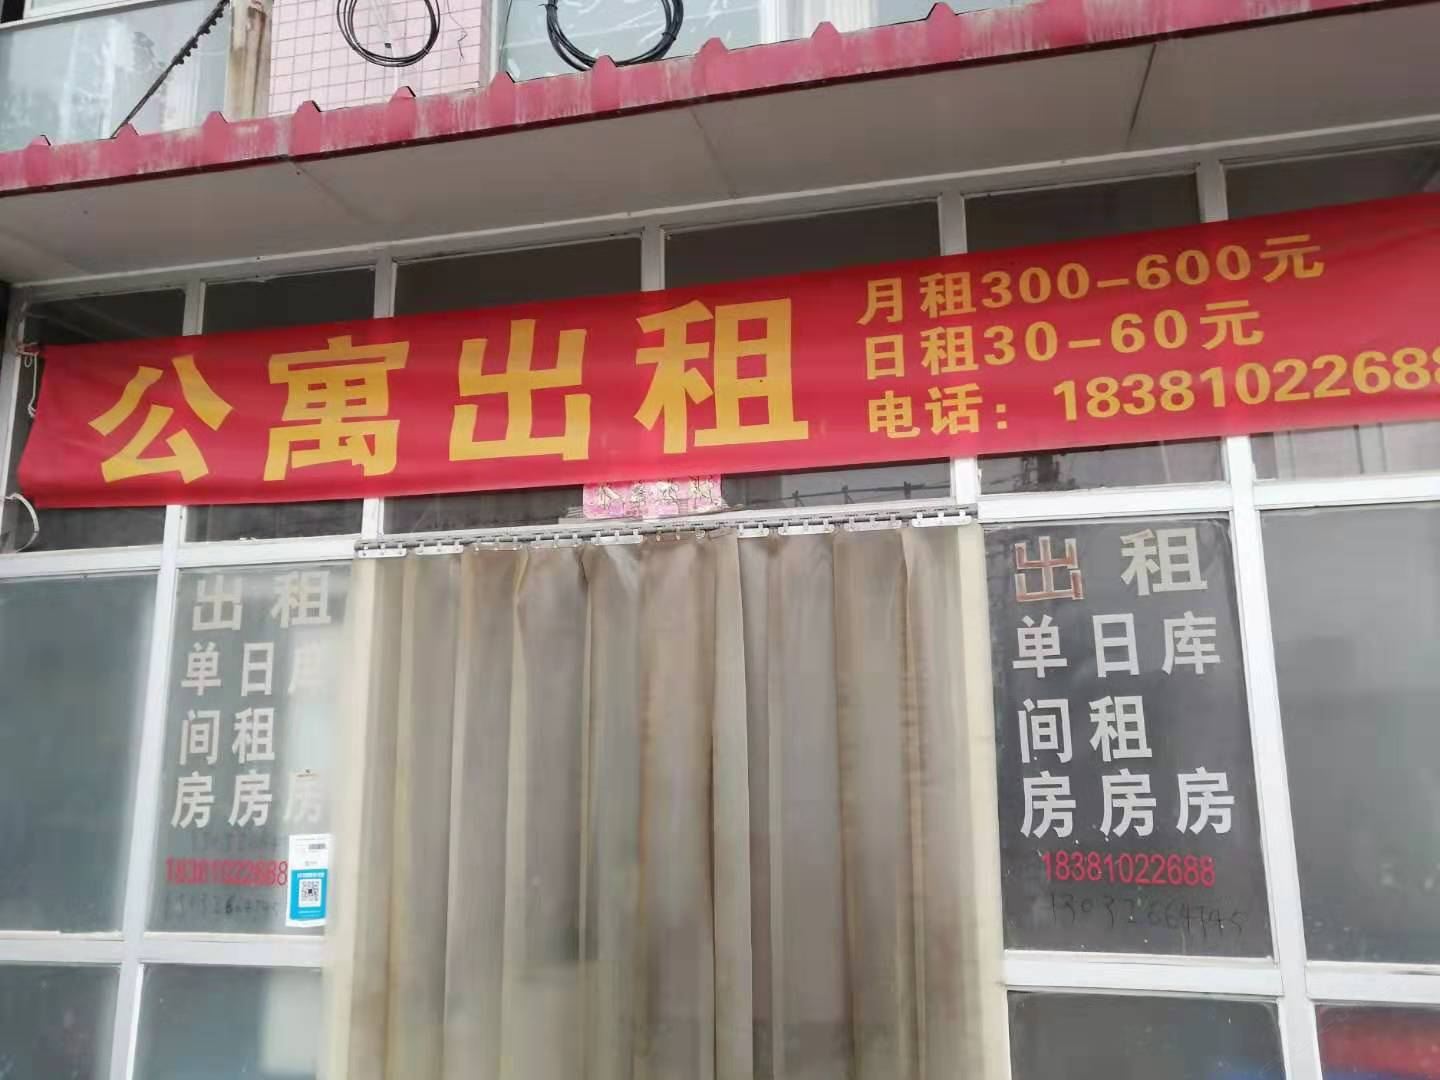 公寓出租
月租300-600元
日租30-60元
电话：18381022688
出租
单日库
间租
房房房
18381022688
出租
单日库
间租
房房房
18381022688